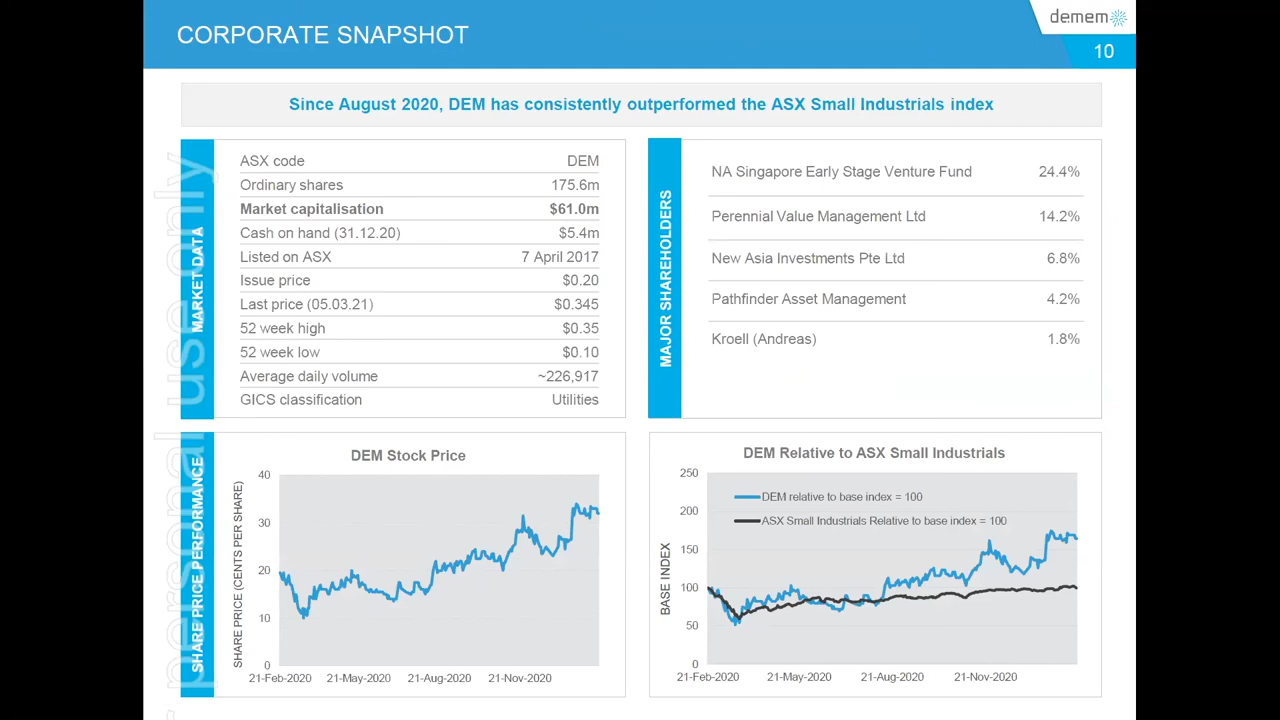 CORPORATE SNAPSHOT
demem
10
Since August 2020, DEM has consistently outperformed the ASX Small Industrials index
MARKET DATA
ASX code DEM
Ordinary shares 175.6m
Market capitalisation $61.0m
Cash on hand (31.12.20) $5.4m
Listed on ASX 7 April 2017
Issue price $0.20
Last price (05.03.21) $0.345
52 week high $0.35
52 week low $0.10
Average daily volume ~226,917
GICS classification Utilities
MAJOR SHAREHOLDERS
NA Singapore Early Stage Venture Fund 24.4%
Perennial Value Management Ltd 14.2%
New Asia Investments Pte Ltd 6.8%
Pathfinder Asset Management 4.2%
Kroell (Andreas) 1.8%
SHARE PRICE PERFORMANCE
DEM Stock Price
SHARE PRICE (CENTS PER SHARE)
40
30
20
10
0
21-Feb-2020 21-May-2020 21-Aug-2020 21-Nov-2020
DEM Relative to ASX Small Industrials
BASE INDEX
250
200
150
100
50
0
DEM relative to base index = 100
ASX Small Industrials Relative to base index = 100
21-Feb-2020 21-May-2020 21-Aug-2020 21-Nov-2020
personal use only